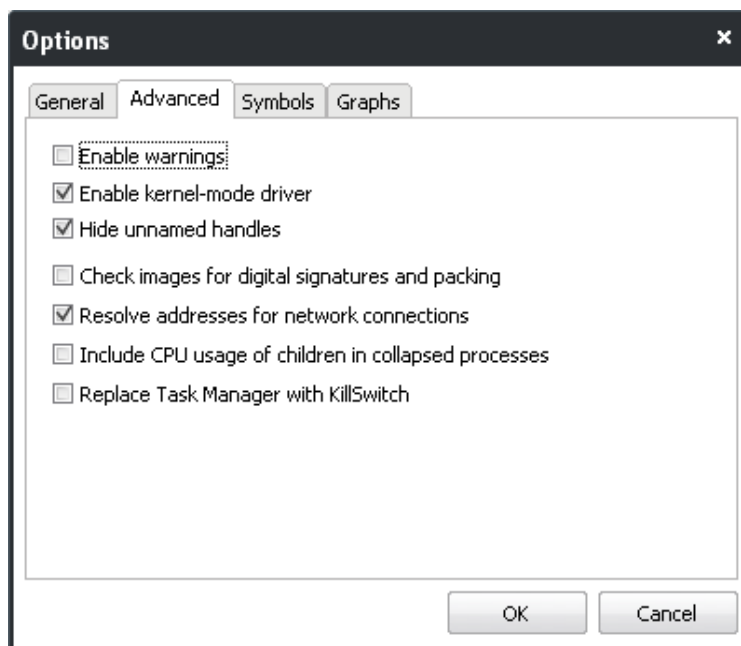 Options
General Advanced Symbols Graphs
Enable warnings
Enable kernel-mode driver
Hide unnamed handles
Check images for digital signatures and packing
Resolve addresses for network connections
Include CPU usage of children in collapsed processes
Replace Task Manager with KillSwitch
OK Cancel